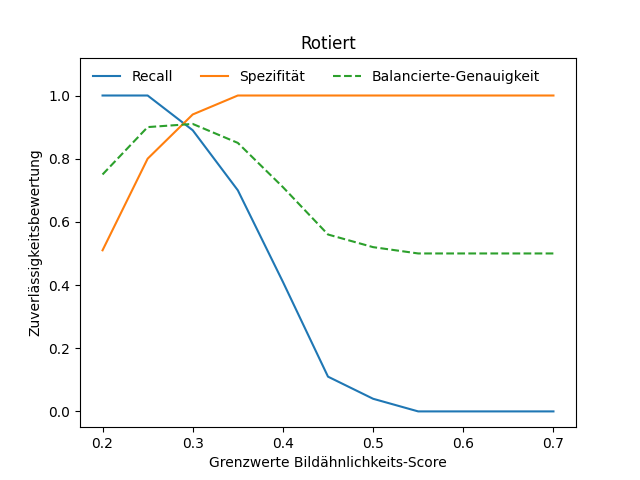 Rotiert
Recall Spezifität Balancierte-Genauigkeit
1.0
0.8
0.6
0.4
0.2
0.0
Zuverlässigkeitsbewertung
0.2 0.3 0.4 0.5 0.6 0.7
Grenzwerte Bildähnlichkeits-Score